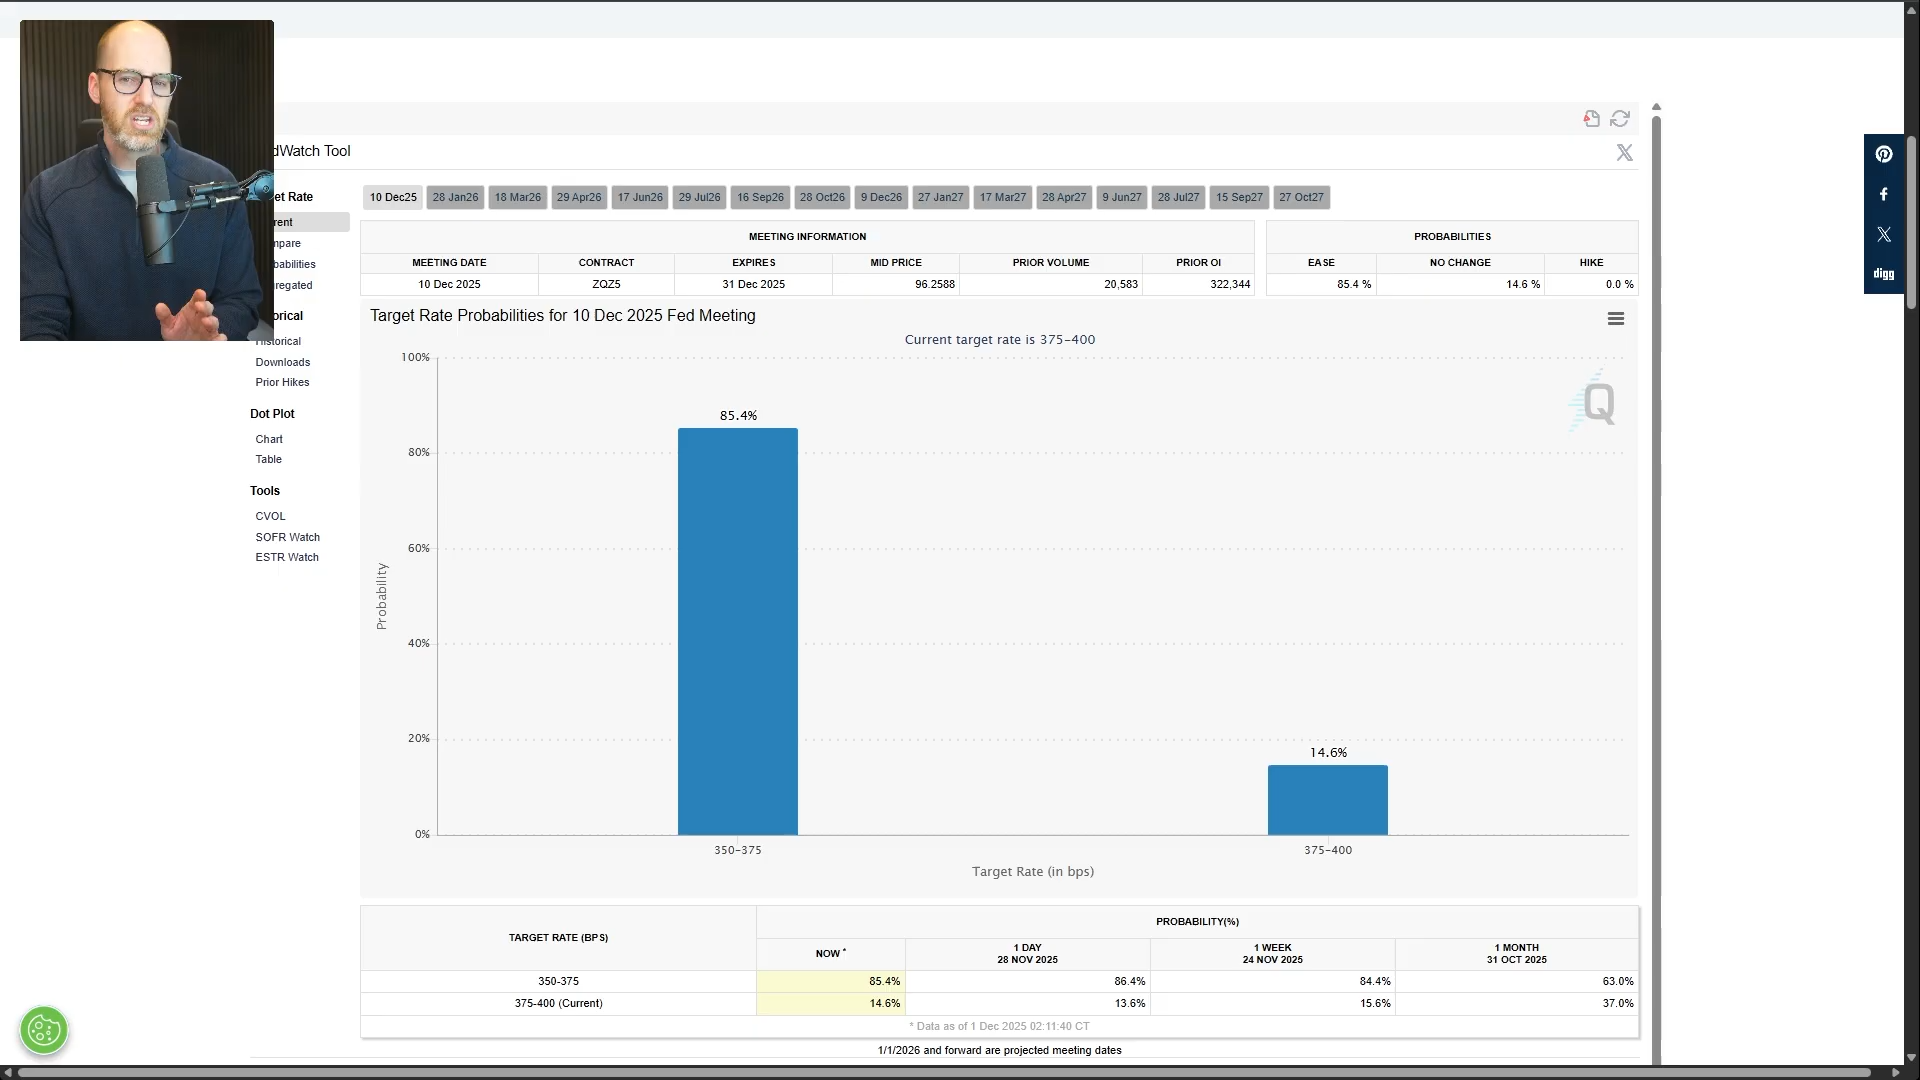 dWatch Tool
et Rate
10 Dec25 28 Jan26 18 Mar26 29 Apr26 17 Jun26 29 Jul26 16 Sep26 28 Oct26 9 Dec26 27 Jan27 17 Mar27 28 Apr27 9 Jun27 28 Jul27 15 Sep27 27 Oct27
rent
mpare
babilities
regated
orical
Historical
Downloads
Prior Hikes
Dot Plot
Chart
Table
Tools
CVOL
SOFR Watch
ESTR Watch
MEETING INFORMATION
MEETING DATE CONTRACT EXPIRES MID PRICE PRIOR VOLUME PRIOR OI
10 Dec 2025 ZQZ5 31 Dec 2025 96.2588 20,583 322,344
PROBABILITIES
EASE NO CHANGE HIKE
85.4 % 14.6 % 0.0 %
Target Rate Probabilities for 10 Dec 2025 Fed Meeting
Current target rate is 375-400
100%
80%
60%
40%
20%
0%
Probability
85.4%
14.6%
Q
350-375 375-400
Target Rate (in bps)
TARGET RATE (BPS) PROBABILITY(%)
NOW * 1 DAY 1 WEEK 1 MONTH
28 NOV 2025 24 NOV 2025 31 OCT 2025
350-375 85.4% 86.4% 84.4% 63.0%
375-400 (Current) 14.6% 13.6% 15.6% 37.0%
* Data as of 1 Dec 2025 02:11:40 CT
1/1/2026 and forward are projected meeting dates
digg